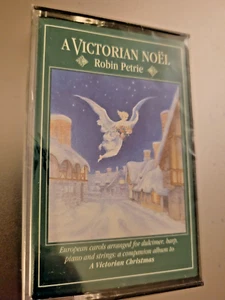 A VICTORIAN NOËL
Robin Petrie
European carols arranged for dulcimer, harp,
piano and strings: a companion album to
A Victorian Christmas